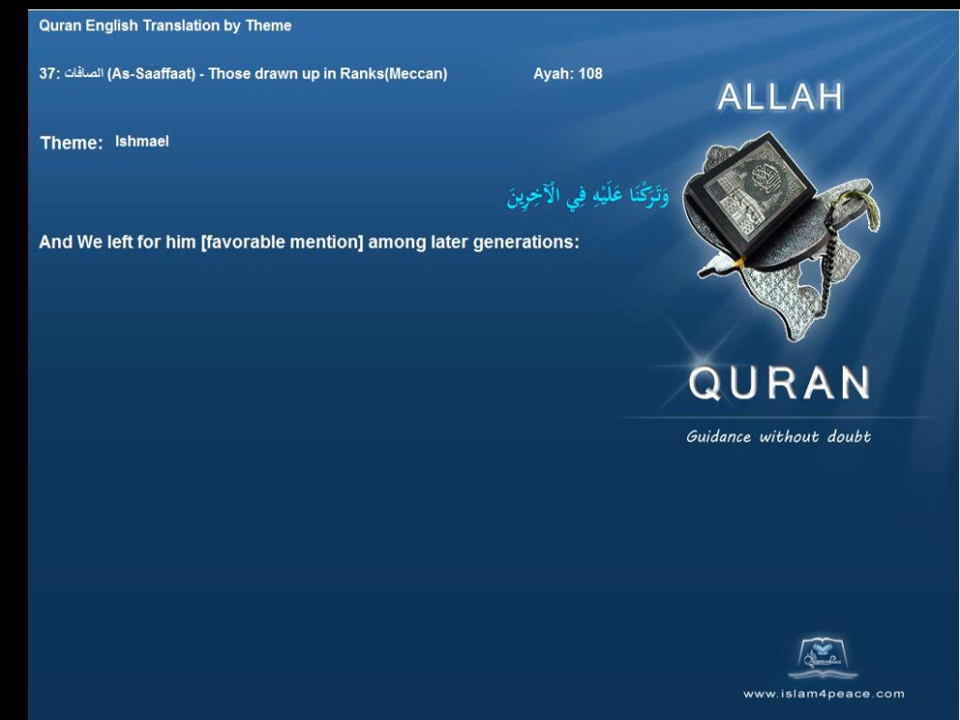 Quran English Translation by Theme
37: الصافات (As-Saaffaat) - Those drawn up in Ranks(Meccan) Ayah: 108
ALLAH
Theme: Ishmael
وَتَرَكْنَا عَلَيْهِ فِي الْآخِرِينَ
And We left for him [favorable mention] among later generations:
QURAN
Guidance without doubt
www.islam4peace.com